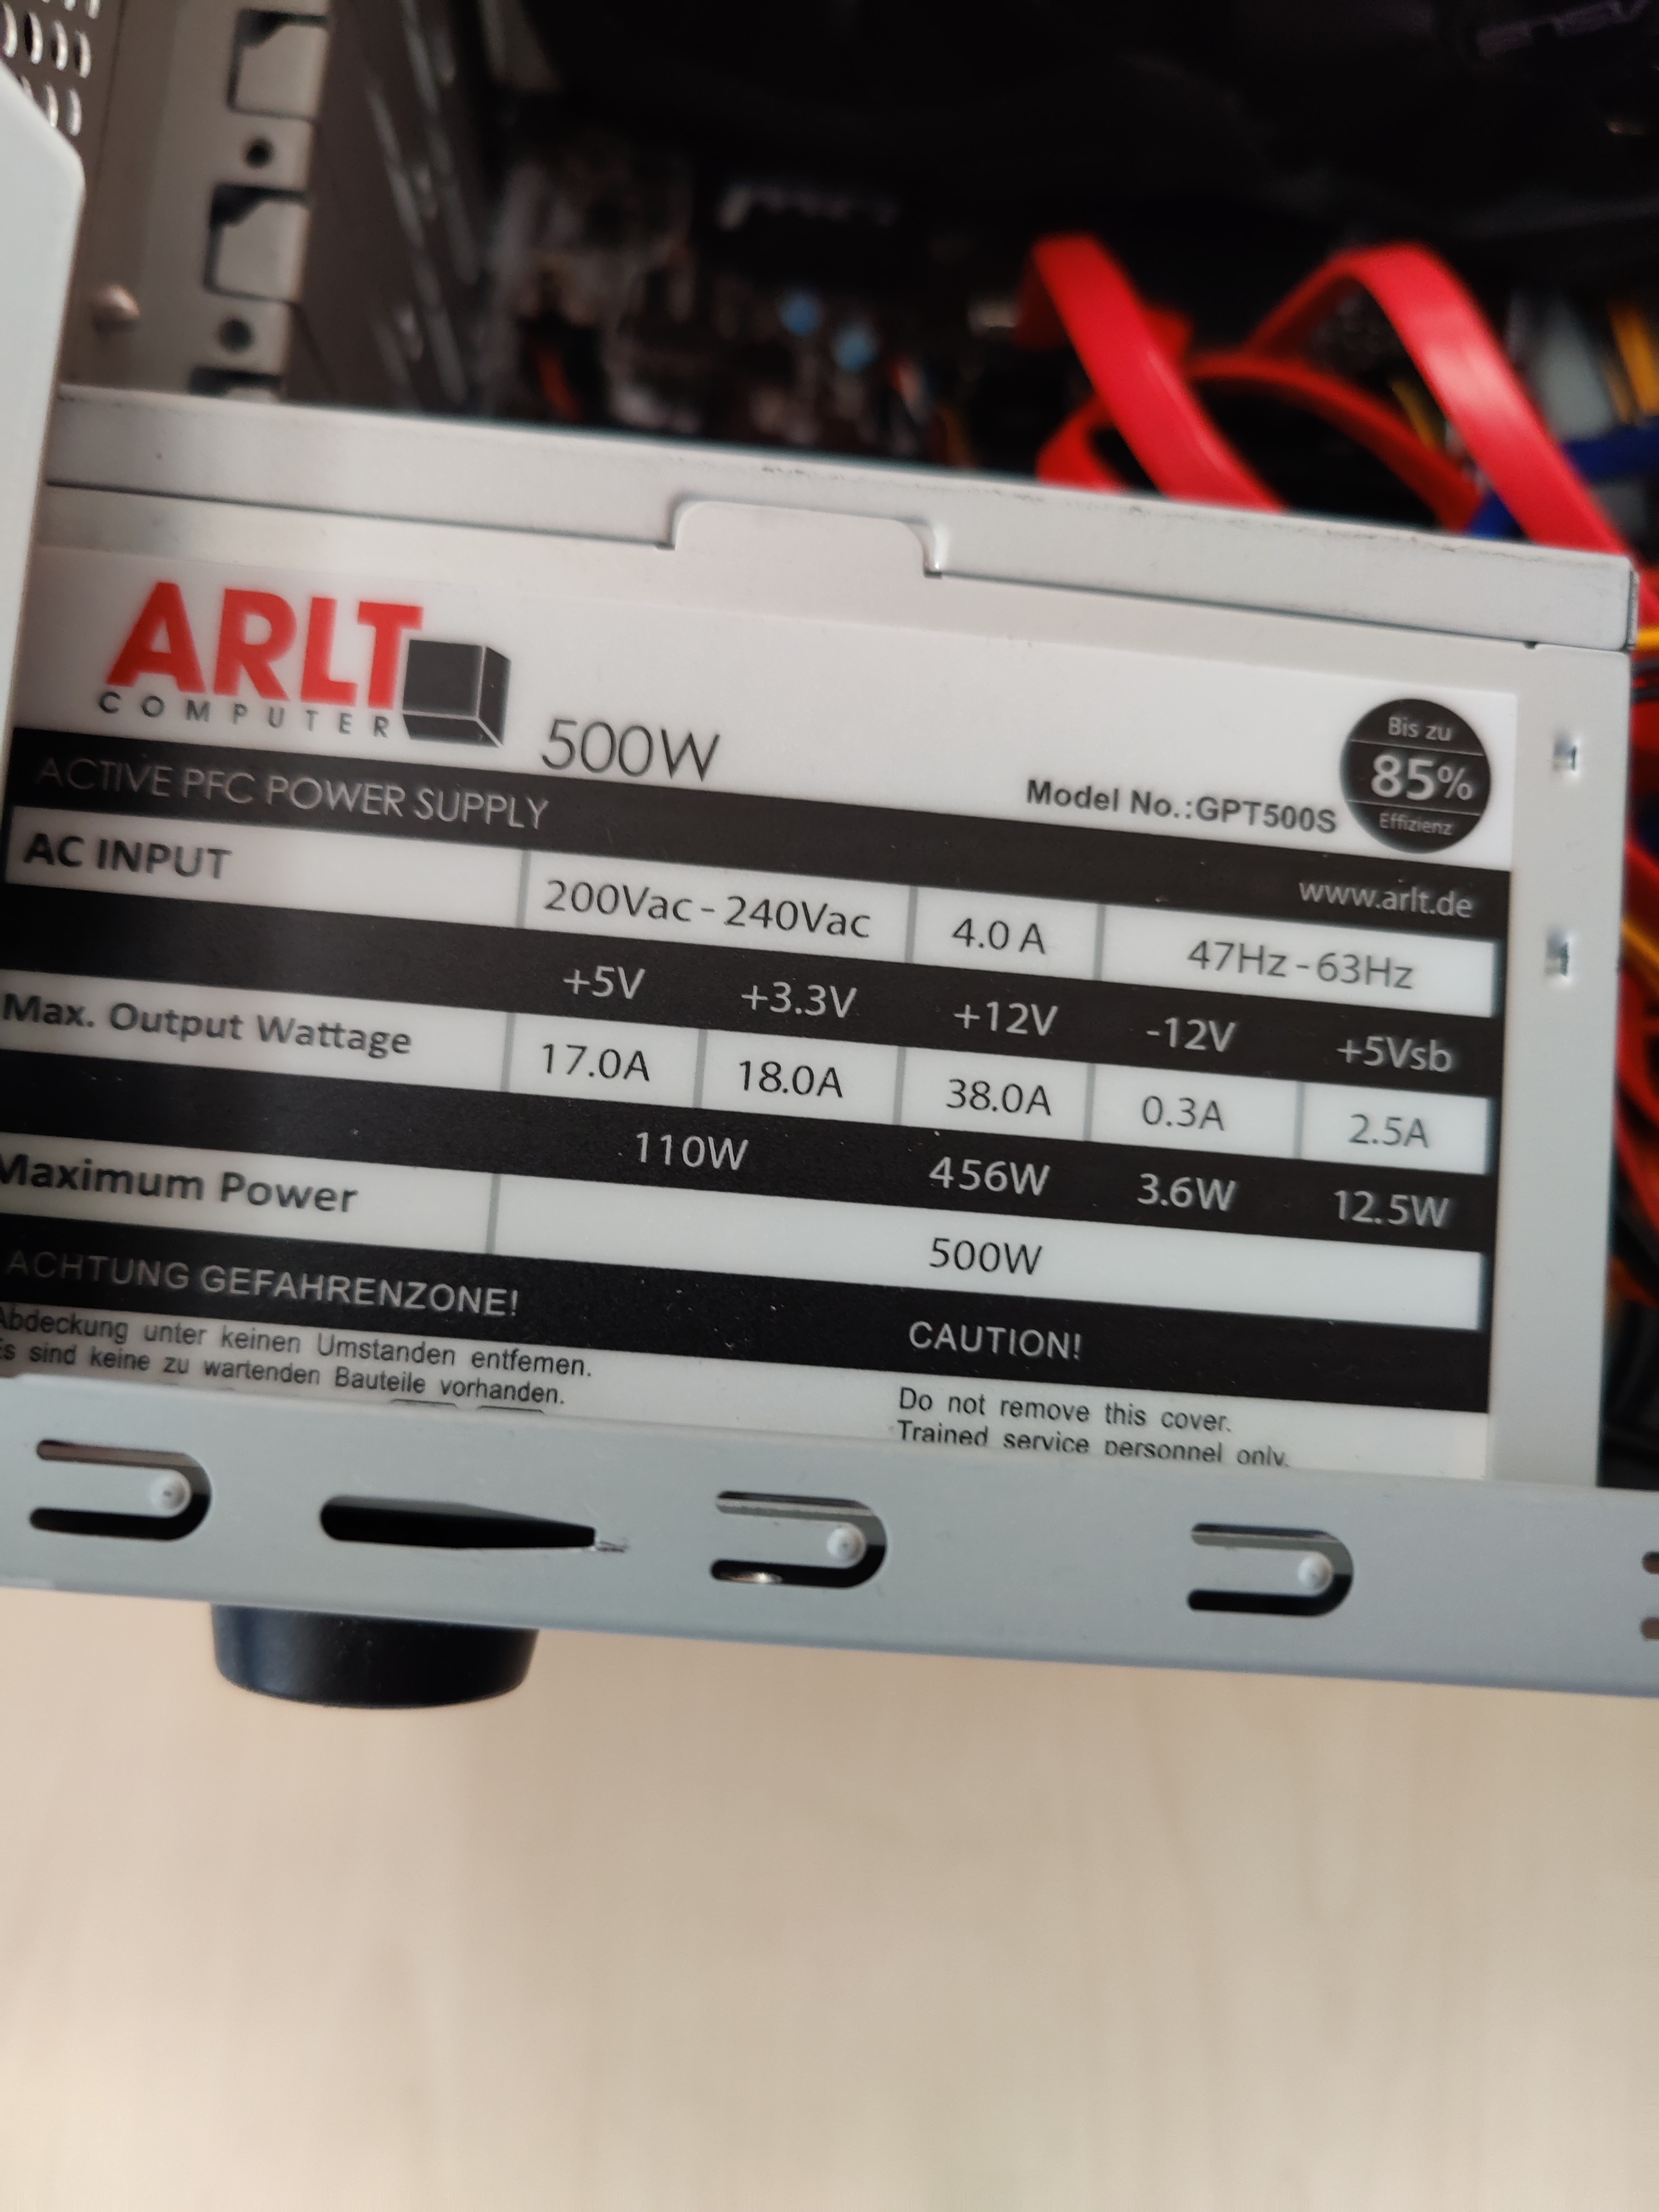 ARLT
COMPUTER
500W
Model No.:GPT500S
Bis zu
85%
Effizienz
ACTIVE PFC POWER SUPPLY
www.arlt.de
AC INPUT 200Vac - 240Vac 4.0 A 47Hz - 63Hz
+5V +3.3V +12V -12V +5Vsb
Max. Output Wattage 17.0A 18.0A 38.0A 0.3A 2.5A
110W 456W 3.6W 12.5W
Maximum Power 500W
ACHTUNG GEFAHRENZONE!
Abdeckung unter keinen Umstanden entfemen.
Es sind keine zu wartenden Bauteile vorhanden.
CAUTION!
Do not remove this cover.
Trained service personnel only.